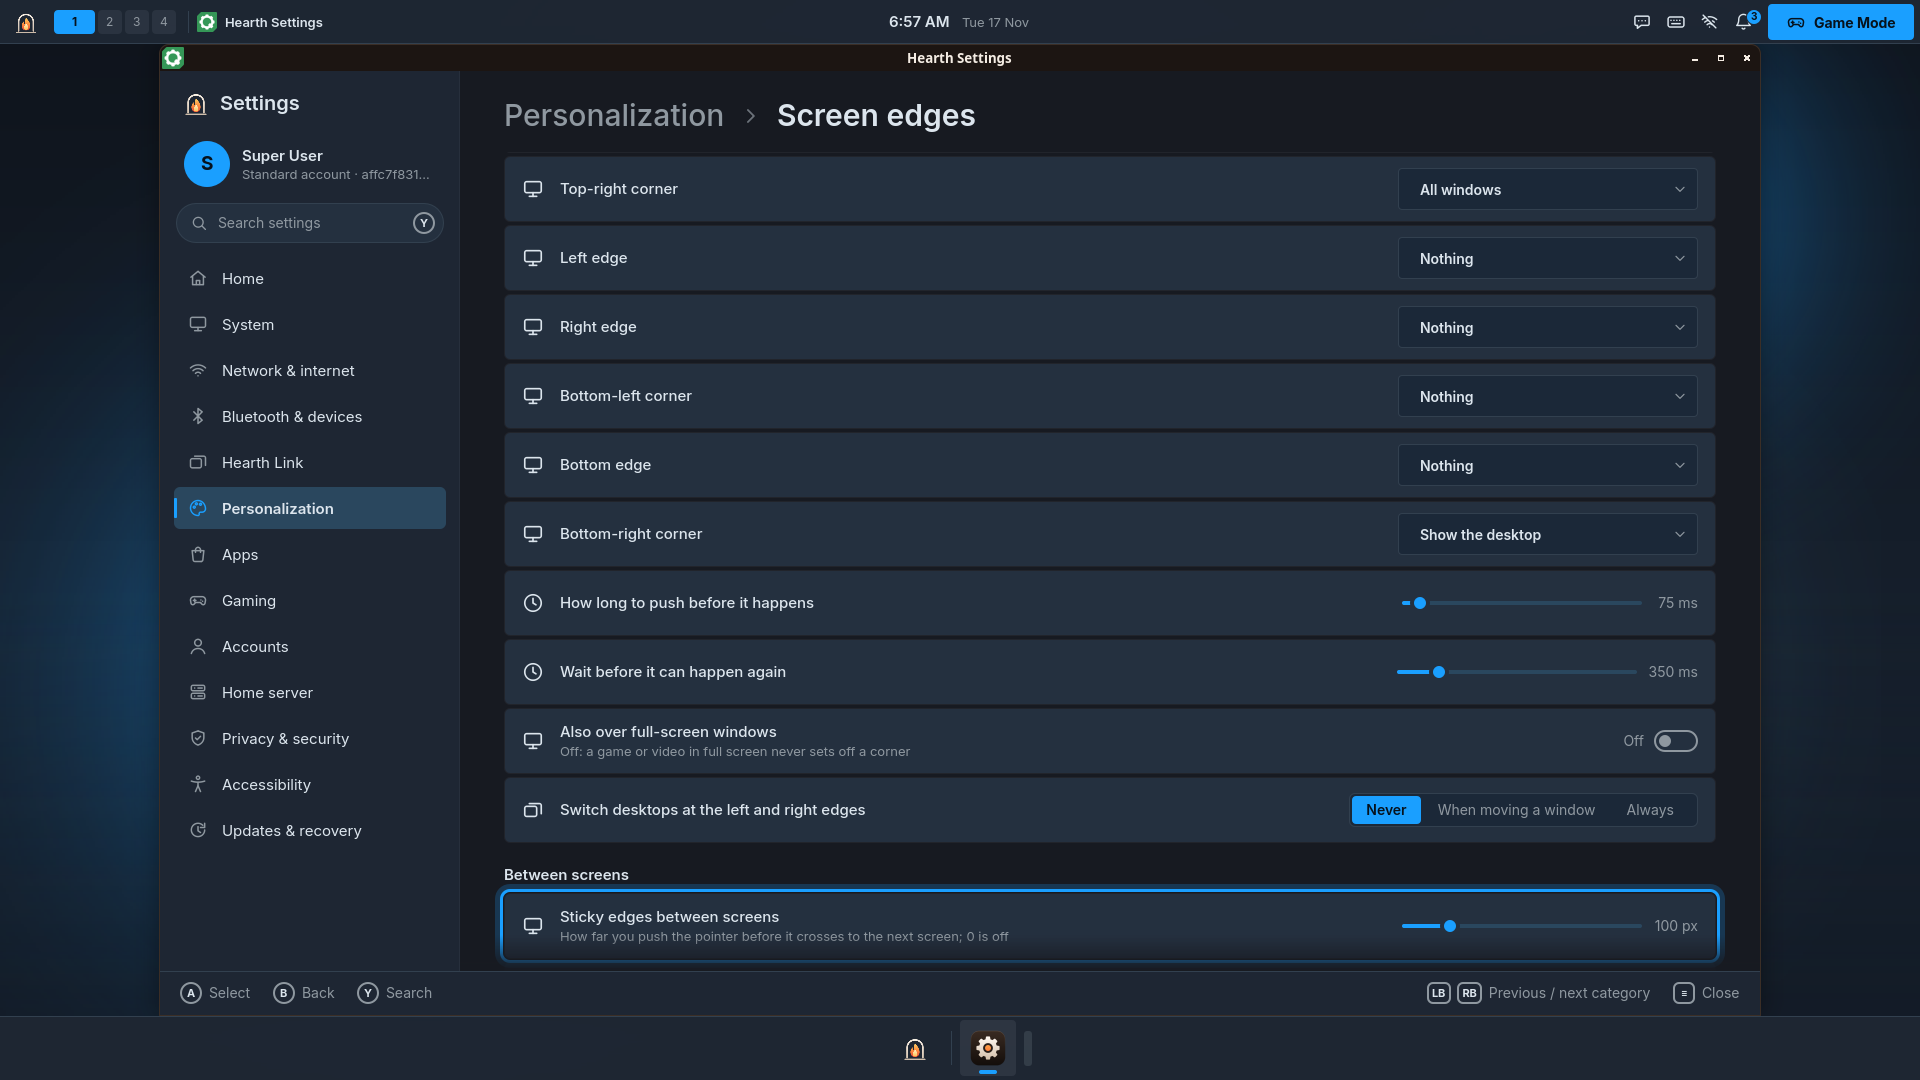 1 2 3 4 Hearth Settings 6:57 AM Tue 17 Nov 3 Game Mode
Hearth Settings
Settings
S Super User
Standard account · affc7f831...
Search settings Y
Home
System
Network & internet
Bluetooth & devices
Hearth Link
Personalization
Apps
Gaming
Accounts
Home server
Privacy & security
Accessibility
Updates & recovery
Personalization > Screen edges
Top-right corner All windows
Left edge Nothing
Right edge Nothing
Bottom-left corner Nothing
Bottom edge Nothing
Bottom-right corner Show the desktop
How long to push before it happens 75 ms
Wait before it can happen again 350 ms
Also over full-screen windows Off
Off: a game or video in full screen never sets off a corner
Switch desktops at the left and right edges Never When moving a window Always
Between screens
Sticky edges between screens 100 px
How far you push the pointer before it crosses to the next screen; 0 is off
A Select B Back Y Search LB RB Previous / next category Close